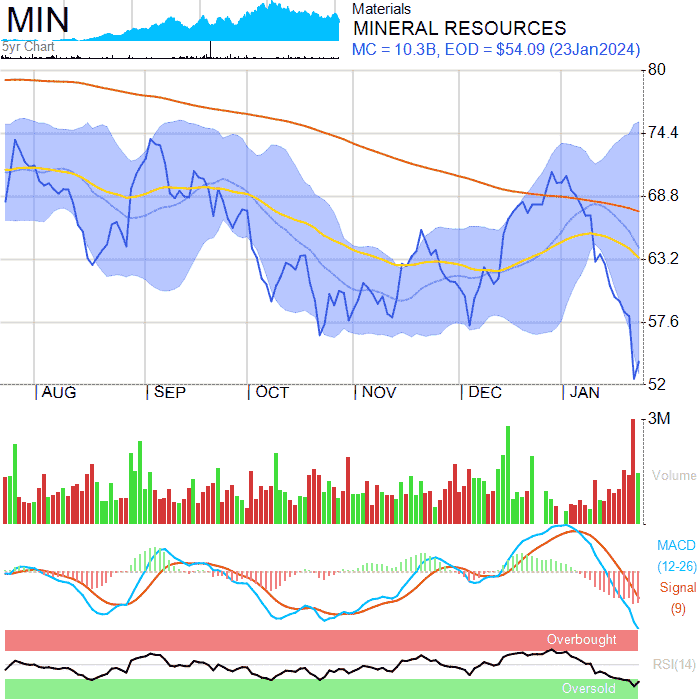 MIN
5yr Chart
Materials
MINERAL RESOURCES
MC = 10.3B, EOD = $54.09 (23Jan2024)
80
74.4
68.8
63.2
57.6
52
AUG
SEP
OCT
NOV
DEC
JAN
3M
Volume
MACD
(12-26)
Signal
(9)
Overbought
RSI(14)
Oversold